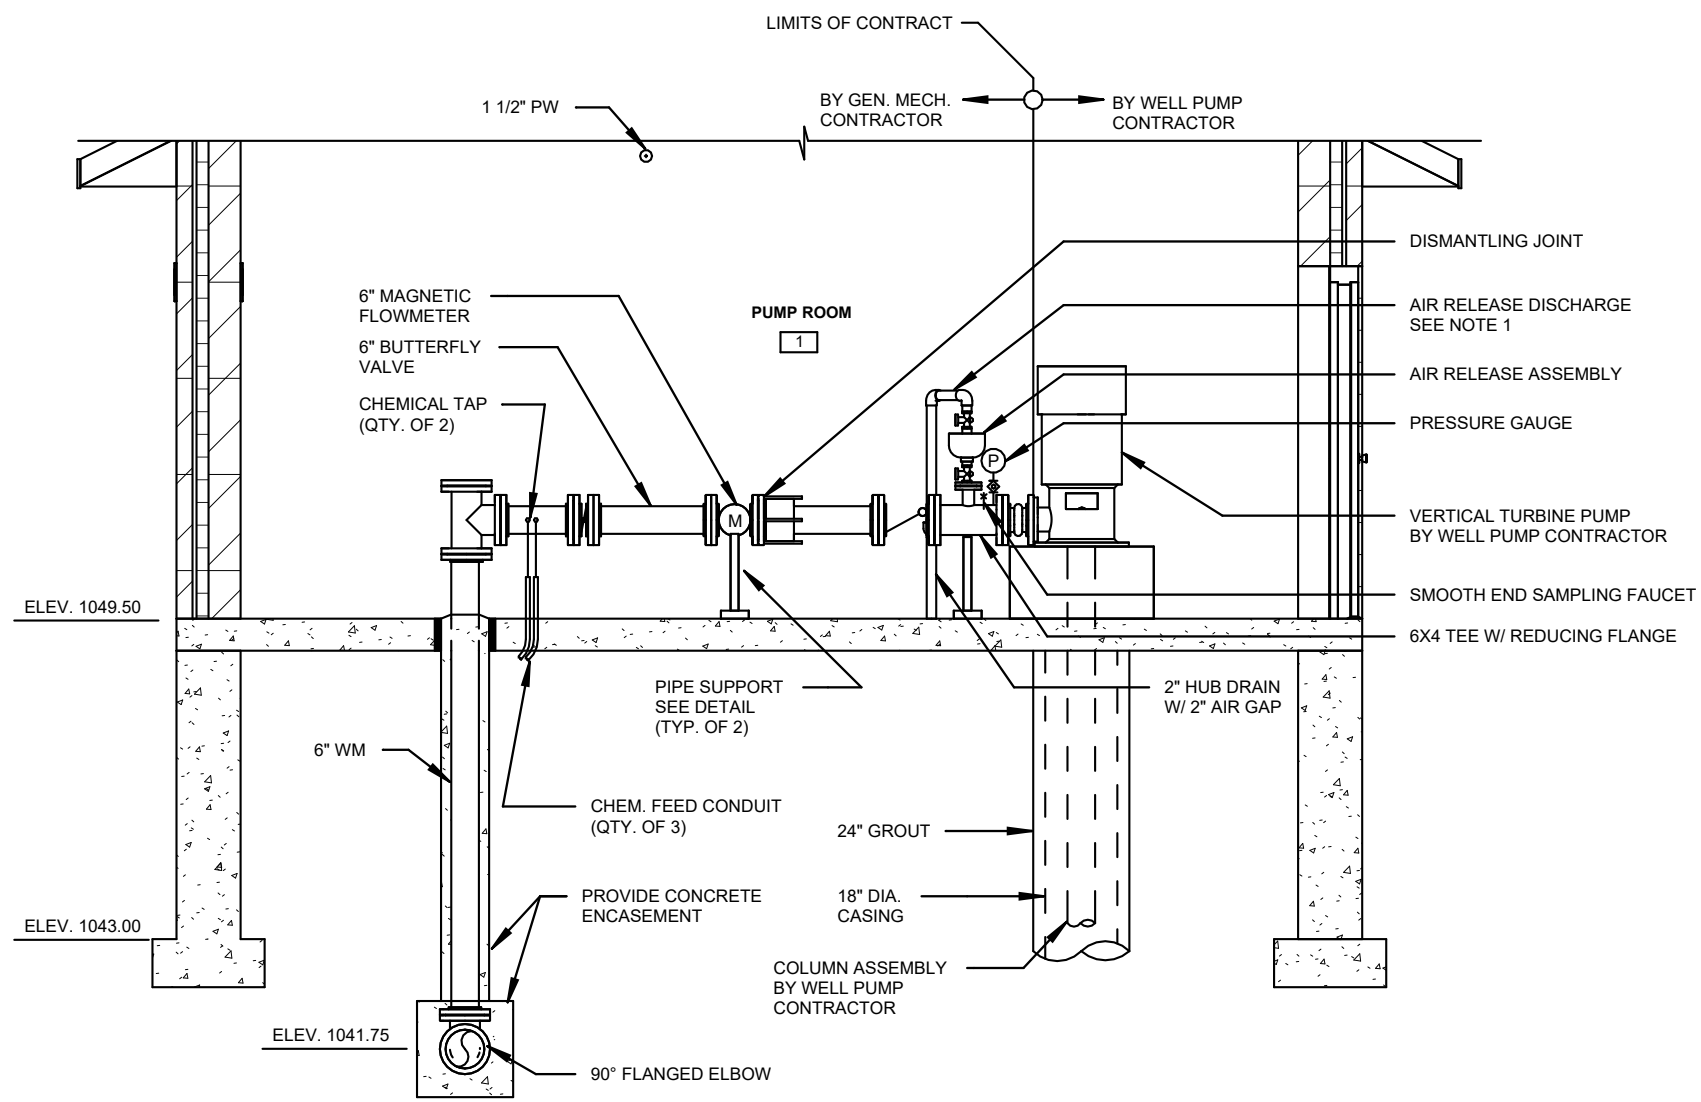 LIMITS OF CONTRACT
BY GEN. MECH.
CONTRACTOR
BY WELL PUMP
CONTRACTOR
1 1/2" PW
DISMANTLING JOINT
6" MAGNETIC
FLOWMETER
PUMP ROOM
1
AIR RELEASE DISCHARGE
SEE NOTE 1
6" BUTTERFLY
VALVE
AIR RELEASE ASSEMBLY
CHEMICAL TAP
(QTY. OF 2)
PRESSURE GAUGE
P
M
VERTICAL TURBINE PUMP
BY WELL PUMP CONTRACTOR
ELEV. 1049.50
SMOOTH END SAMPLING FAUCET
6X4 TEE W/ REDUCING FLANGE
PIPE SUPPORT
SEE DETAIL
(TYP. OF 2)
2" HUB DRAIN
W/ 2" AIR GAP
6" WM
CHEM. FEED CONDUIT
(QTY. OF 3)
24" GROUT
PROVIDE CONCRETE
ENCASEMENT
18" DIA.
CASING
ELEV. 1043.00
COLUMN ASSEMBLY
BY WELL PUMP
CONTRACTOR
ELEV. 1041.75
90° FLANGED ELBOW